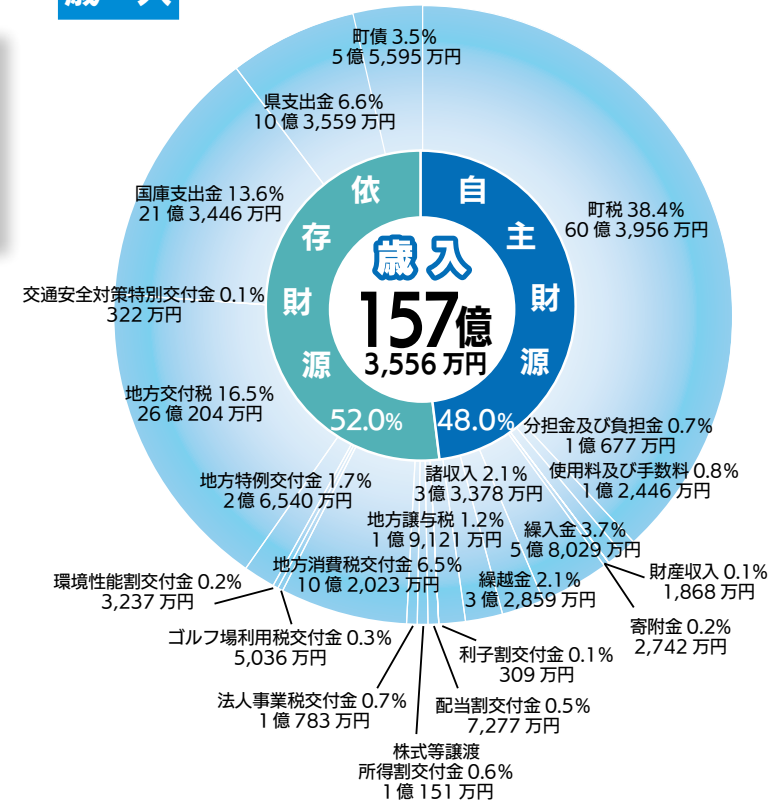 歳入
町債 3.5%
5億5,595万円
県支出金 6.6%
10億3,559万円
国庫支出金 13.6%
21億3,446万円
交通安全対策特別交付金 0.1%
322万円
地方交付税 16.5%
26億204万円
地方特例交付金 1.7%
2億6,540万円
環境性能割交付金 0.2%
3,237万円
ゴルフ場利用税交付金 0.3%
5,036万円
地方消費税交付金 6.5%
10億2,023万円
法人事業税交付金 0.7%
1億783万円
株式等譲渡
所得割交付金 0.6%
1億151万円
配当割交付金 0.5%
7,277万円
利子割交付金 0.1%
309万円
地方譲与税 1.2%
1億9,121万円
諸収入 2.1%
3億3,378万円
繰越金 2.1%
3億2,859万円
繰入金 3.7%
5億8,029万円
寄附金 0.2%
2,742万円
財産収入 0.1%
1,868万円
使用料及び手数料 0.8%
1億2,446万円
分担金及び負担金 0.7%
1億677万円
町税 38.4%
60億3,956万円
依存財源
52.0%
自主財源
48.0%
歳入
157億
3,556万円